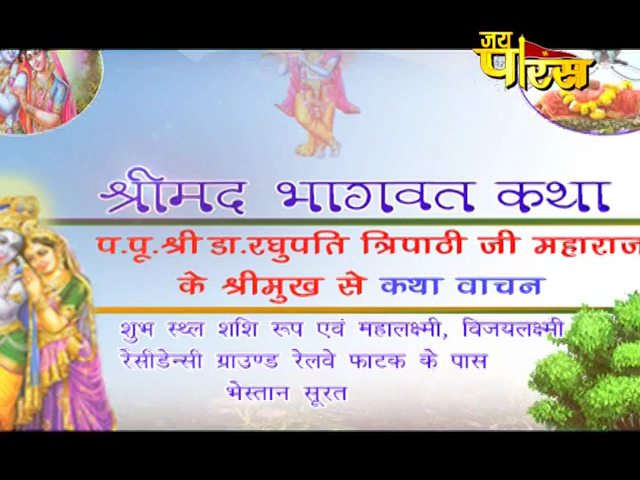 जय
पारस
श्रीमद भागवत कथा
प.पू.श्री डा.रघुपति त्रिपाठी जी महाराज
के श्रीमुख से कथा वाचन
शुभ स्थ्ल शशि रूप एवं महालक्ष्मी, विजयलक्ष्मी
रेसीडेन्सी ग्राउण्ड रेलवे फाटक के पास
भेस्तान सूरत